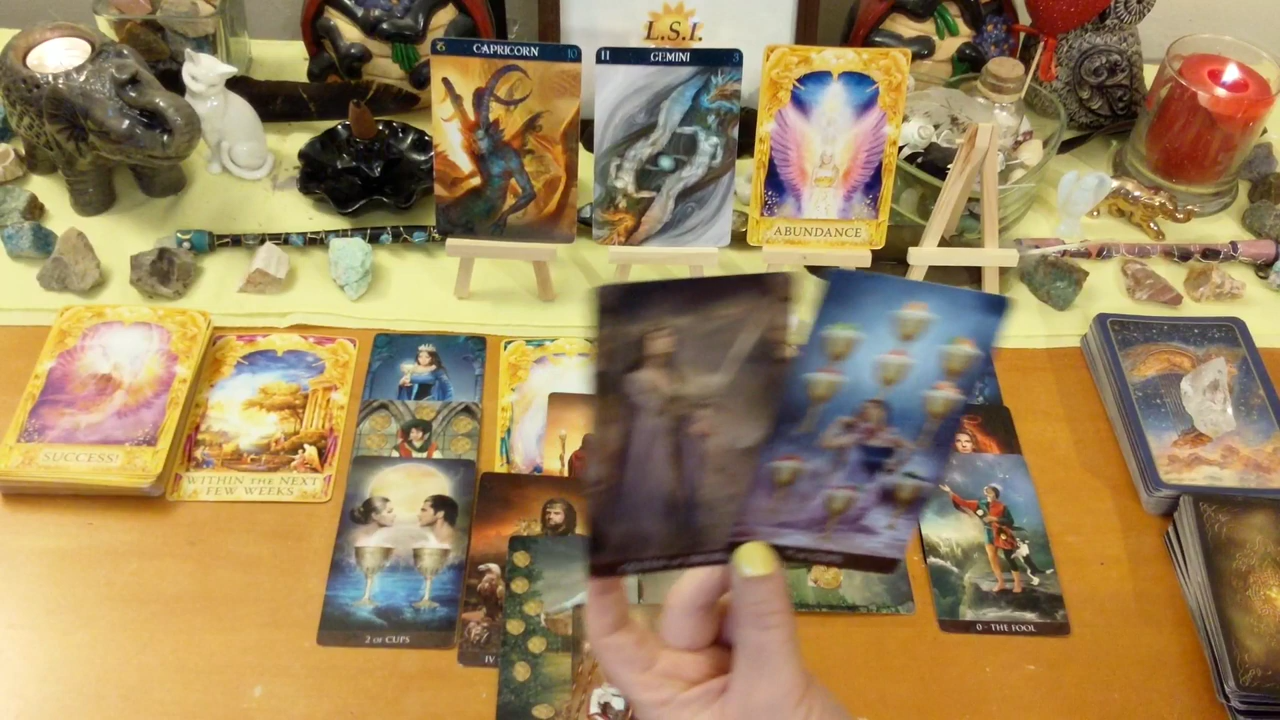 L.S.I.
CAPRICORN 10
II GEMINI 3
ABUNDANCE
SUCCESS!
WITHIN THE NEXT
FEW WEEKS
2 OF CUPS
IV
0 - THE FOOL